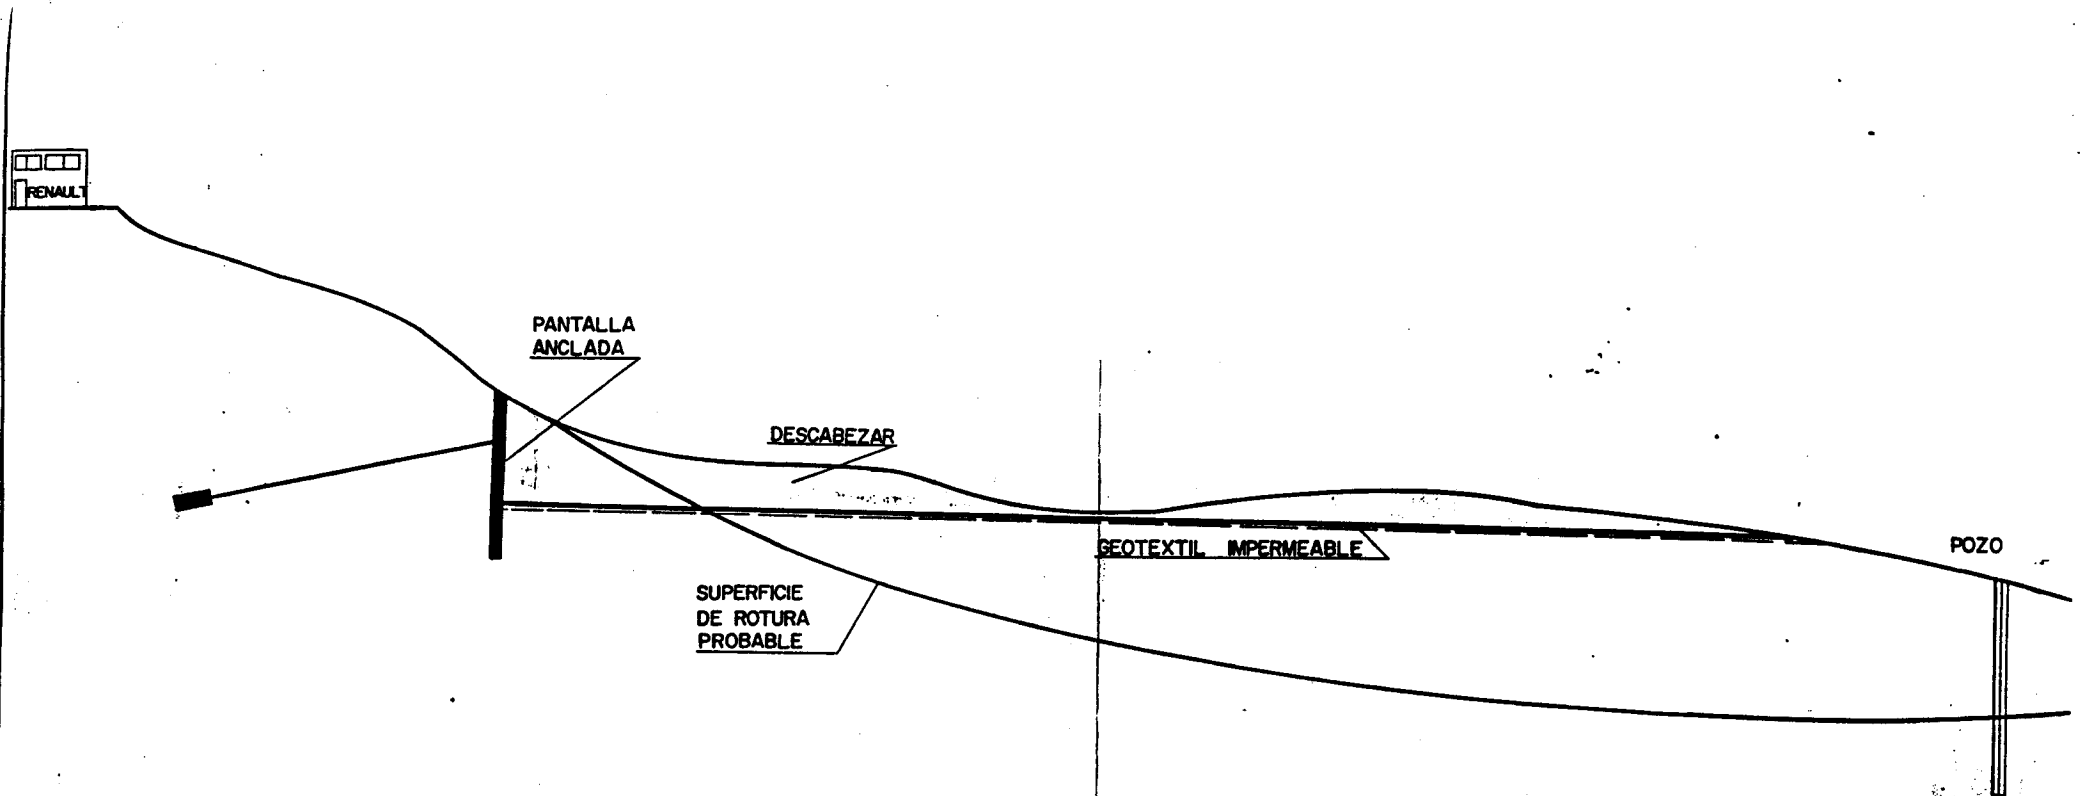 RENAULT
PANTALLA
ANCLADA
DESCABEZAR
GEOTEXTIL IMPERMEABLE
POZO
SUPERFICIE
DE ROTURA
PROBABLE